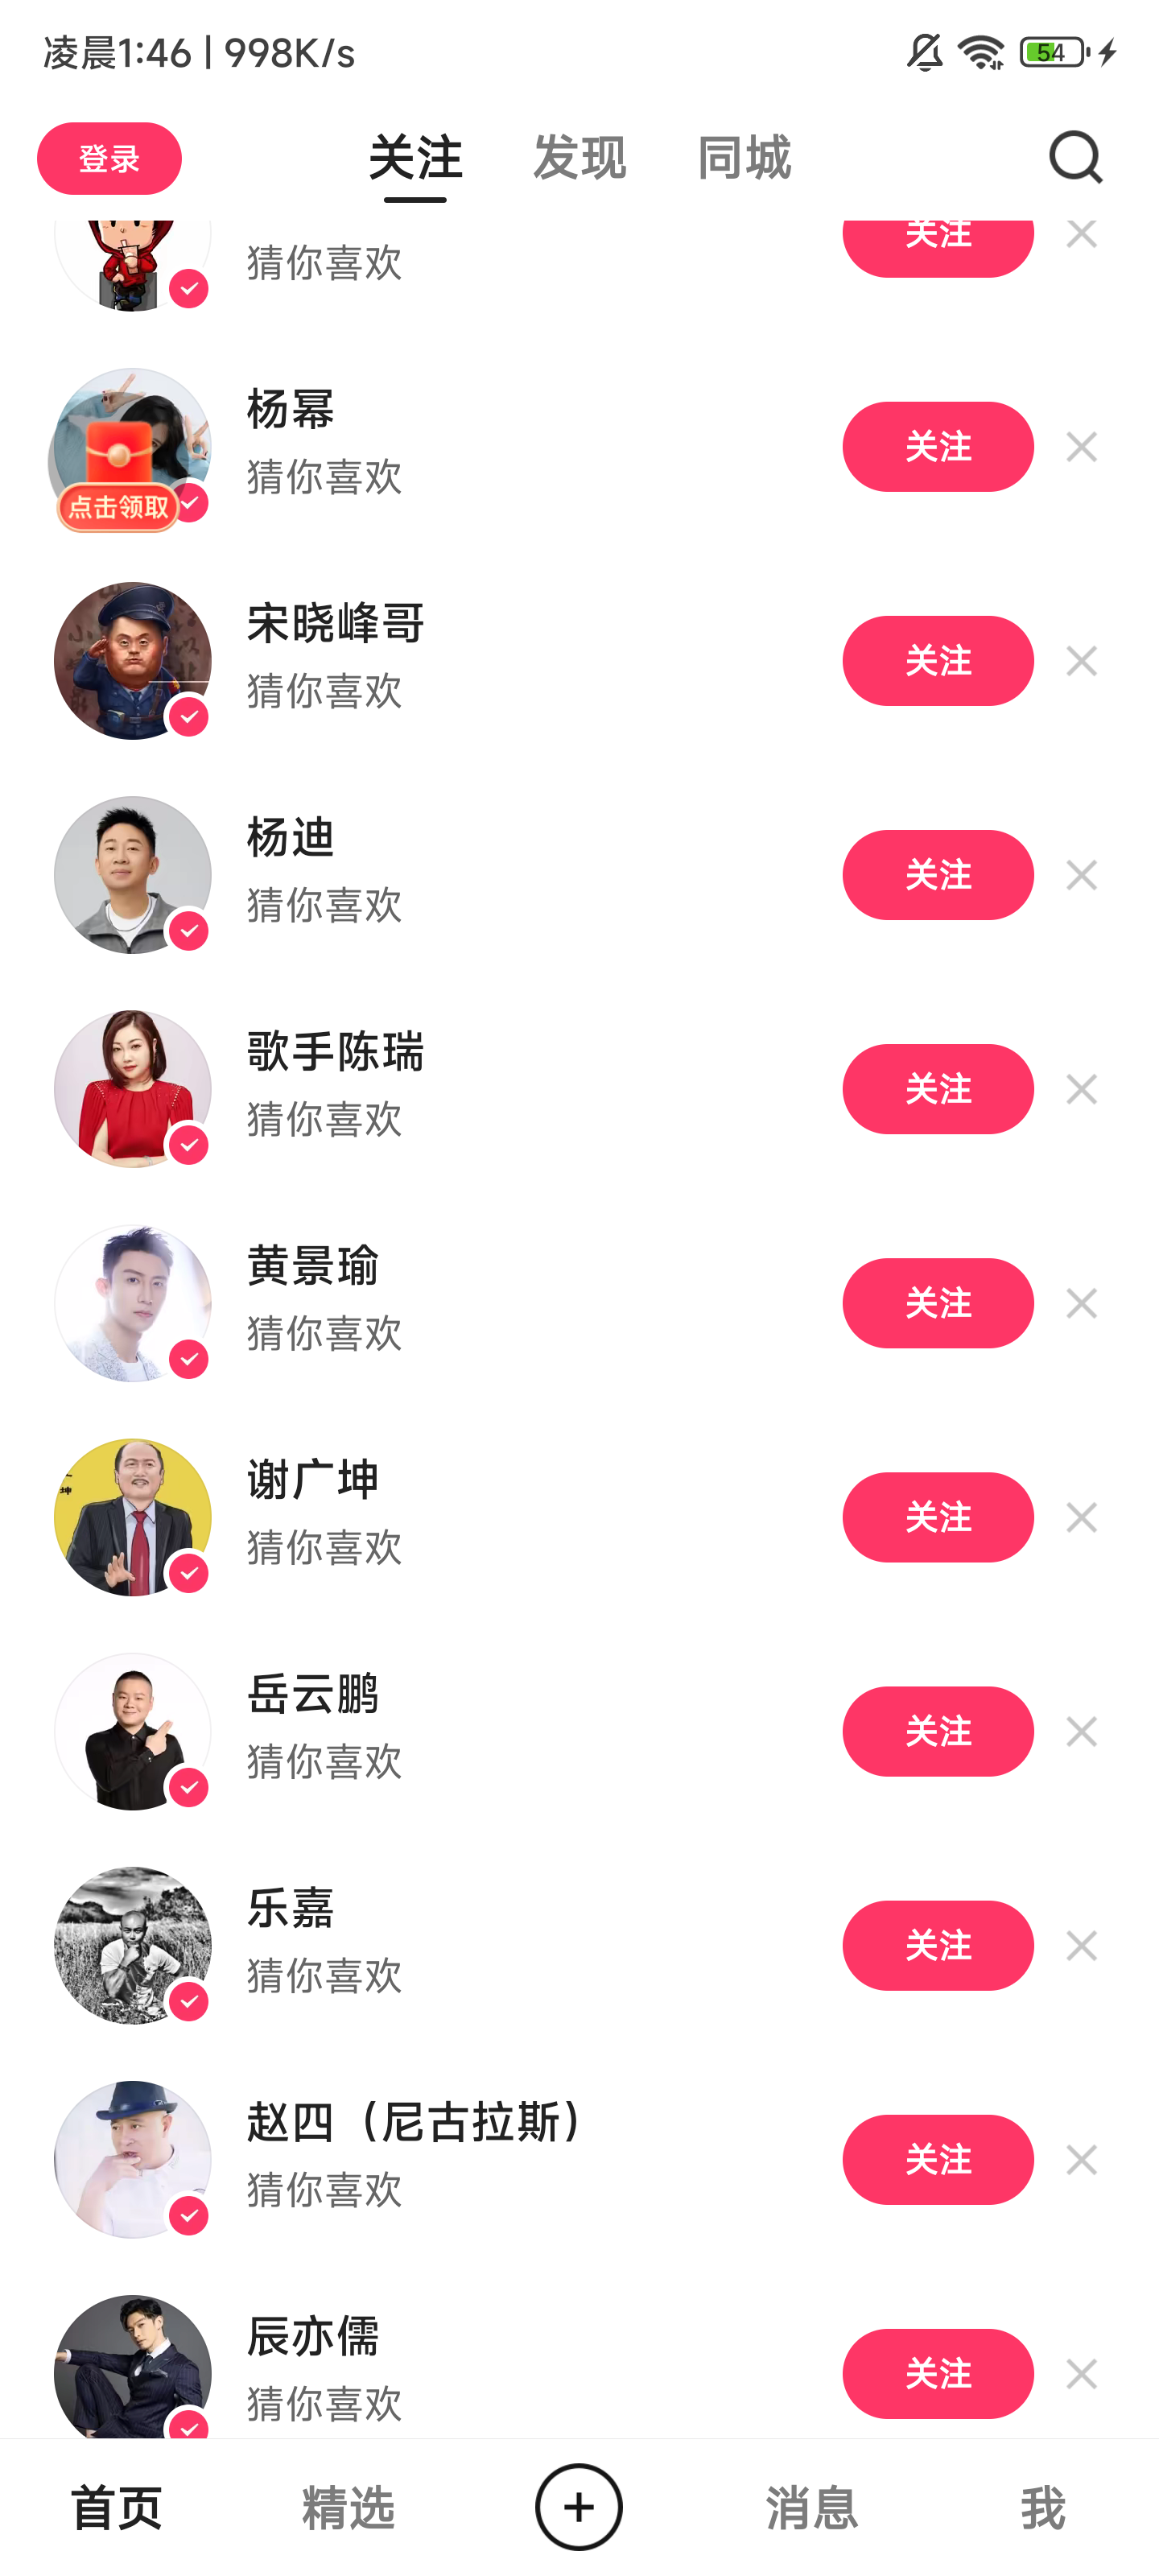 凌晨1:46 | 998K/s
54
登录 关注 发现 同城
关注
猜你喜欢
杨幂
猜你喜欢
关注
点击领取
宋晓峰哥
猜你喜欢
关注
杨迪
猜你喜欢
关注
歌手陈瑞
猜你喜欢
关注
黄景瑜
猜你喜欢
关注
谢广坤
猜你喜欢
关注
坤
岳云鹏
猜你喜欢
关注
乐嘉
猜你喜欢
关注
赵四（尼古拉斯）
猜你喜欢
关注
辰亦儒
猜你喜欢
关注
首页 精选 消息 我